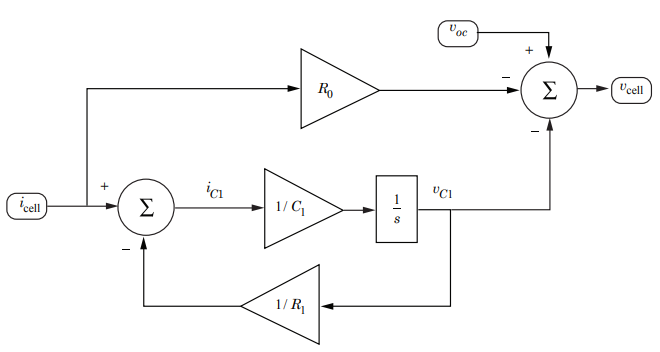 v_oc
+
−
R_0
Σ
v_cell
−
i_cell
+
Σ
i_C1
1/C_1
1/s
v_C1
−
1/R_1